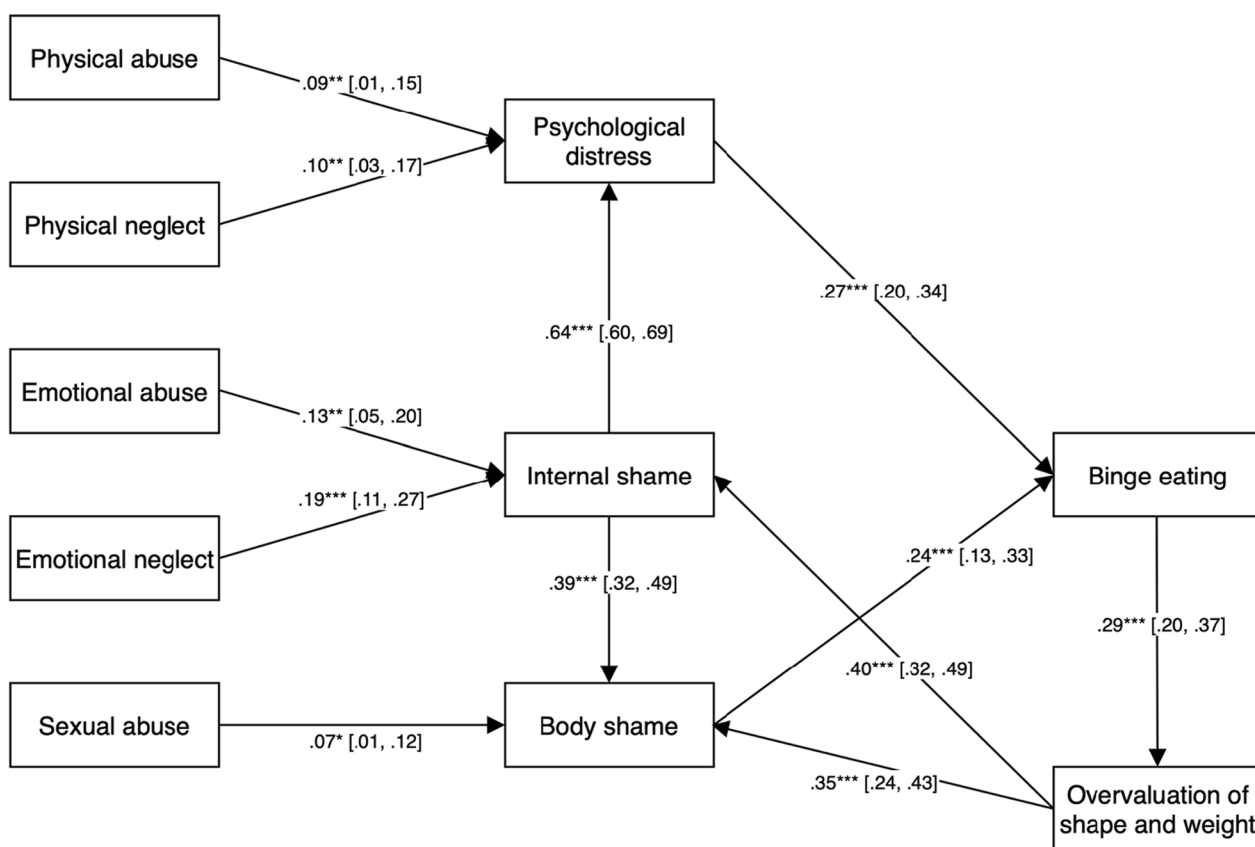 Physical abuse
.09** [.01, .15]
Psychological
distress
.10** [.03, .17]
Physical neglect
.27*** [.20, .34]
.64*** [.60, .69]
Emotional abuse
.13** [.05, .20]
Internal shame
Binge eating
.19*** [.11, .27]
Emotional neglect
.24*** [.13, .33]
.39*** [.32, .49]
.29*** [.20, .37]
.40*** [.32, .49]
Sexual abuse
.07* [.01, .12]
Body shame
.35*** [.24, .43]
Overvaluation of
shape and weight